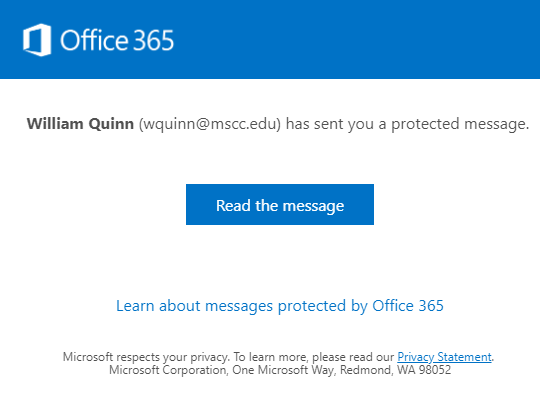 Office 365
William Quinn (wquinn@mscc.edu) has sent you a protected message.
Read the message
Learn about messages protected by Office 365
Microsoft respects your privacy. To learn more, please read our Privacy Statement.
Microsoft Corporation, One Microsoft Way, Redmond, WA 98052